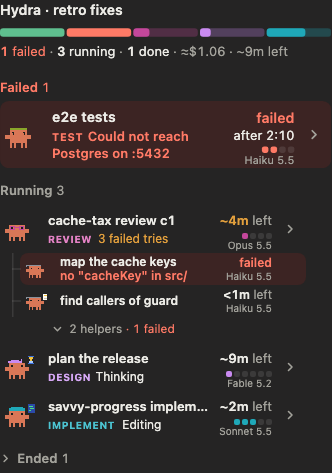 Hydra · retro fixes
1 failed · 3 running · 1 done · ≈$1.06 · ~9m left
Failed 1
e2e tests failed
TEST Could not reach after 2:10
Postgres on :5432
Haiku 5.5
Running 3
cache-tax review c1 ~4m left
REVIEW 3 failed tries
Opus 5.5
map the cache keys failed
no "cacheKey" in src/ Haiku 5.5
find callers of guard <1m left
Haiku 5.5
2 helpers · 1 failed
plan the release ~9m left
DESIGN Thinking
Fable 5.2
savvy-progress implem... ~2m left
IMPLEMENT Editing
Sonnet 5.5
Ended 1